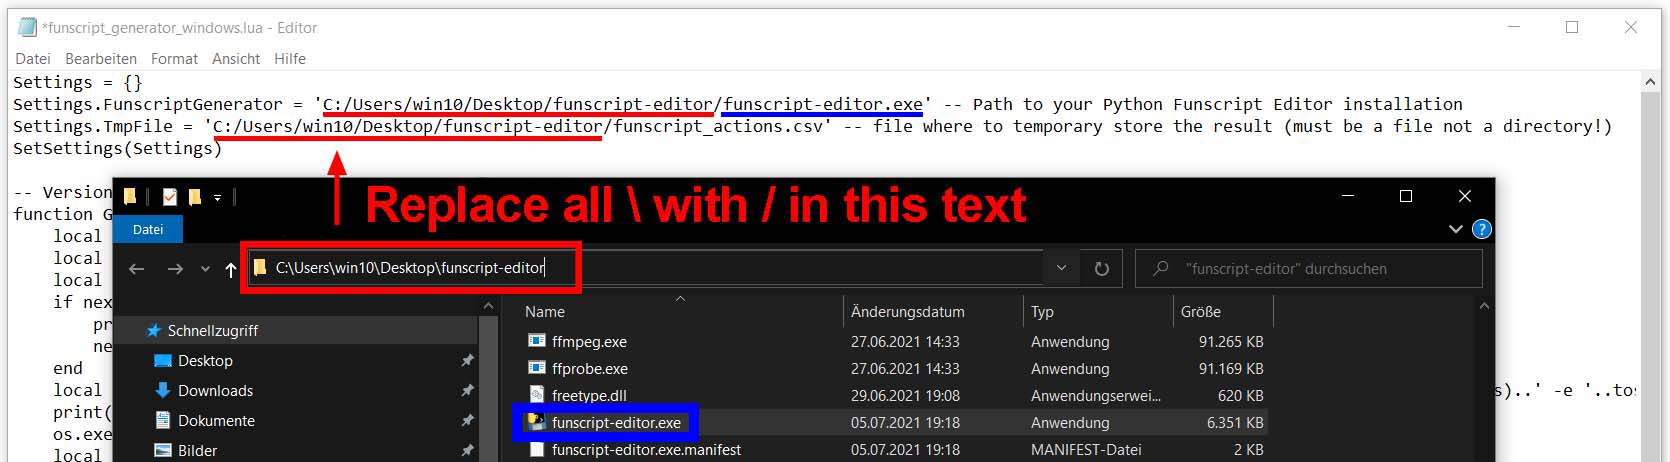 *funscript_generator_windows.lua - Editor
Datei Bearbeiten Format Ansicht Hilfe
Settings = {}
Settings.FunscriptGenerator = 'C:/Users/win10/Desktop/funscript-editor/funscript-editor.exe' -- Path to your Python Funscript Editor installation
Settings.TmpFile = 'C:/Users/win10/Desktop/funscript-editor/funscript_actions.csv' -- file where to temporary store the result (must be a file not a directory!)
SetSettings(Settings)
-- Version
function G
local
local
local
if nex
pr
ne
end
local
s)..' -e '..tos
print(
os.exe
local
Replace all \ with / in this text
Datei
?
C:\Users\win10\Desktop\funscript-editor
"funscript-editor" durchsuchen
Name Änderungsdatum Typ Größe
Schnellzugriff
Desktop
Downloads
Dokumente
Bilder
ffmpeg.exe 27.06.2021 14:33 Anwendung 91.265 KB
ffprobe.exe 27.06.2021 14:33 Anwendung 91.169 KB
freetype.dll 29.06.2021 19:08 Anwendungserwei... 620 KB
funscript-editor.exe 05.07.2021 19:18 Anwendung 6.351 KB
funscript-editor.exe.manifest 05.07.2021 19:18 MANIFEST-Datei 2 KB